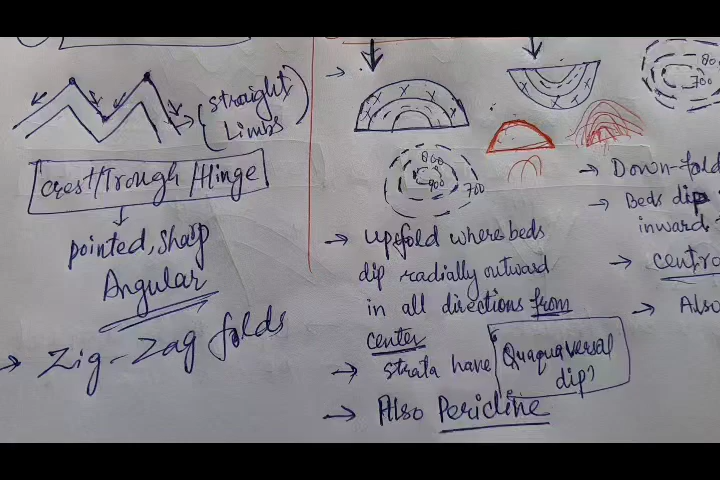 straight
Limbs
Crest/Trough/Hinge
pointed, sharp
Angular
→ Zig-Zag folds
800
900
700
→ upfold where beds
dip radially outward
in all directions from
center
→ strata have Quaquaversal
dip
→ Also Pericline
80
700
→ Down-fold
→ Beds dip
inward
→ centro
→ Also